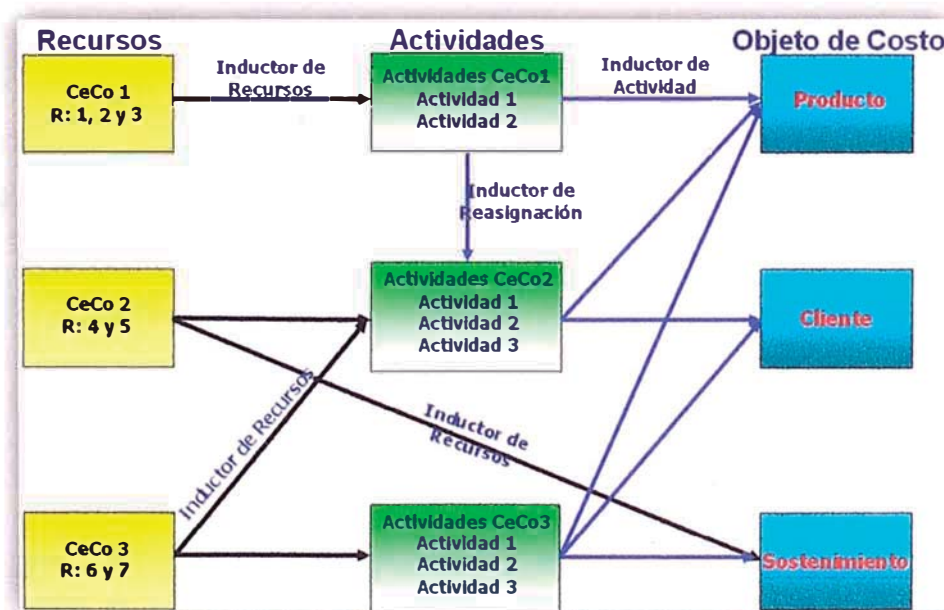 Recursos
Actividades
Objeto de Costo
CeCo 1
R: 1, 2 y 3
Inductor de
Recursos
Actividades CeCo1
Actividad 1
Actividad 2
Inductor de
Actividad
Producto
Inductor de
Reasignación
CeCo 2
R: 4 y 5
Actividades CeCo2
Actividad 1
Actividad 2
Actividad 3
Cliente
Inductor de Recursos
Inductor de
Recursos
CeCo 3
R: 6 y 7
Actividades CeCo3
Actividad 1
Actividad 2
Actividad 3
Sostenimiento